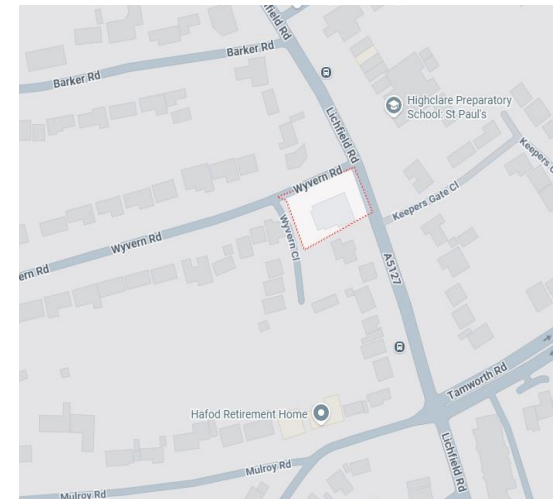 field Rd
Barker Rd
Barker Rd
Lichfield Rd
Highclare Preparatory
School: St Paul's
Keepers G
Wyvern Rd
Keepers Gate Cl
Wyvern Rd
Wyvern Cl
ern Rd
A5127
Tamworth Rd
Hafod Retirement Home
Lichfield Rd
Mulroy Rd
Mulroy Rd